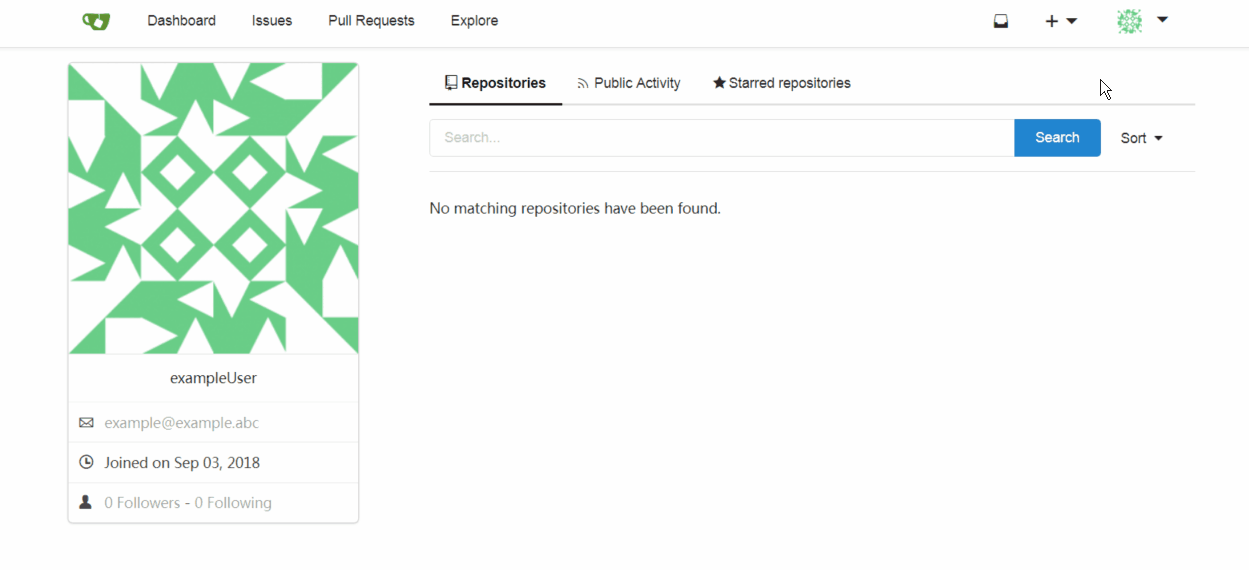 Dashboard Issues Pull Requests Explore
Repositories Public Activity Starred repositories
Search... Search Sort
No matching repositories have been found.
exampleUser
example@example.abc
Joined on Sep 03, 2018
0 Followers - 0 Following